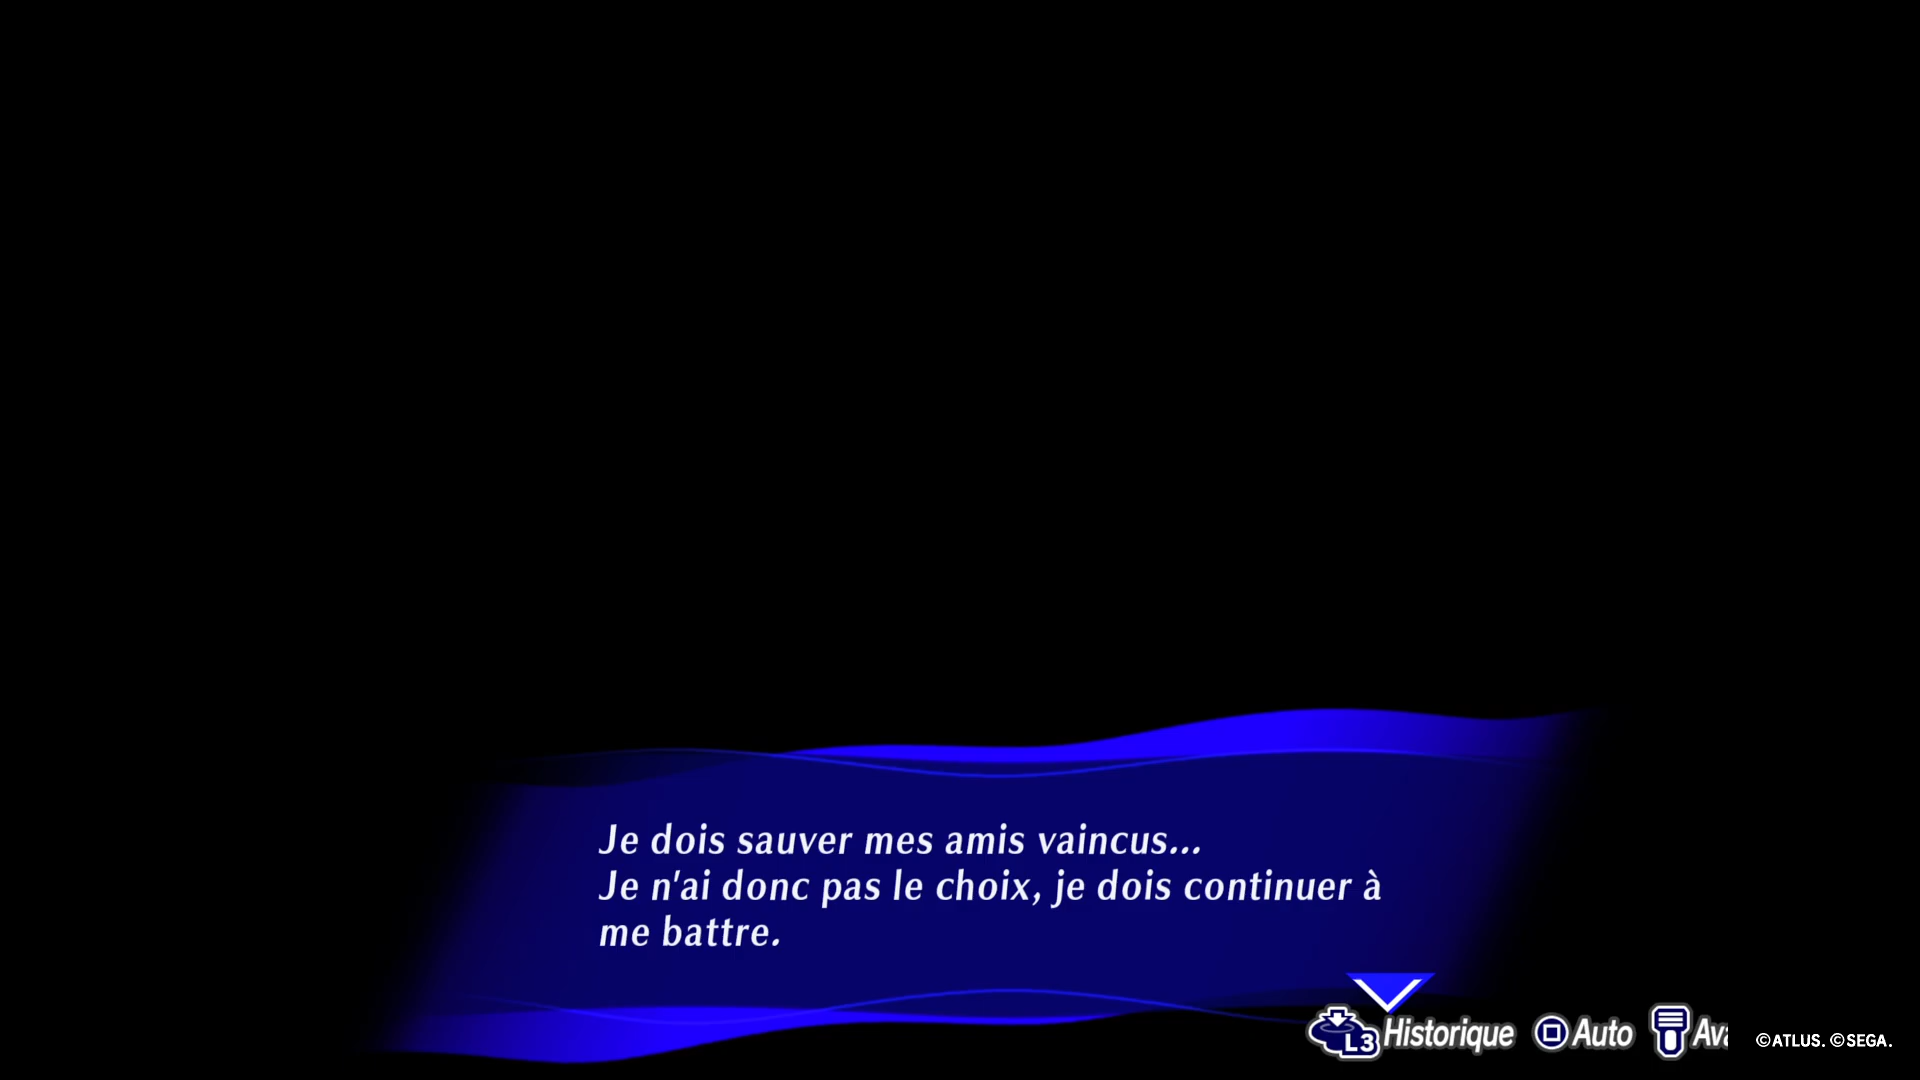 Je dois sauver mes amis vaincus...
Je n'ai donc pas le choix, je dois continuer à
me battre.
L3 Historique Auto Ava ©ATLUS. ©SEGA.